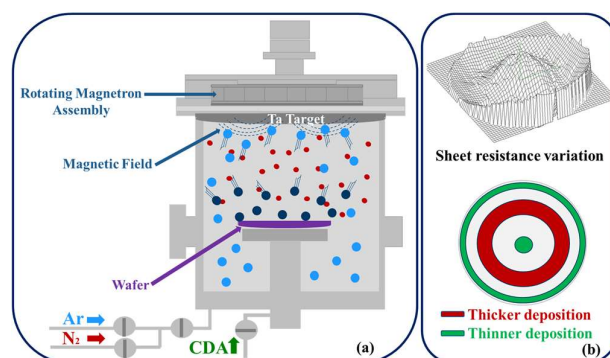 Rotating Magnetron
Assembly
Ta Target
Magnetic Field
Wafer
Ar
N₂
CDA
(a)
Sheet resistance variation
Thicker deposition
Thinner deposition
(b)